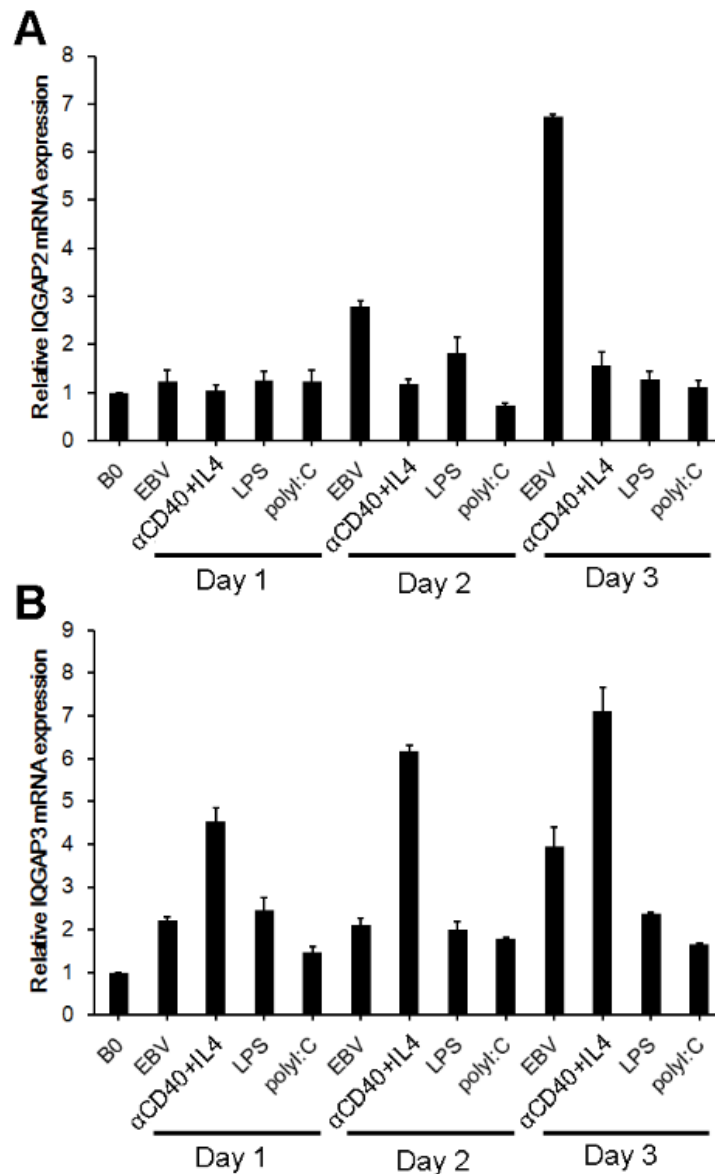 A
Relative IQGAP2 mRNA expression
8
7
6
5
4
3
2
1
0
B0
EBV
αCD40+IL4
LPS
polyI:C
EBV
αCD40+IL4
LPS
polyI:C
EBV
αCD40+IL4
LPS
polyI:C
Day 1
Day 2
Day 3
B
Relative IQGAP3 mRNA expression
9
8
7
6
5
4
3
2
1
0
B0
EBV
αCD40+IL4
LPS
polyI:C
EBV
αCD40+IL4
LPS
polyI:C
EBV
αCD40+IL4
LPS
polyI:C
Day 1
Day 2
Day 3